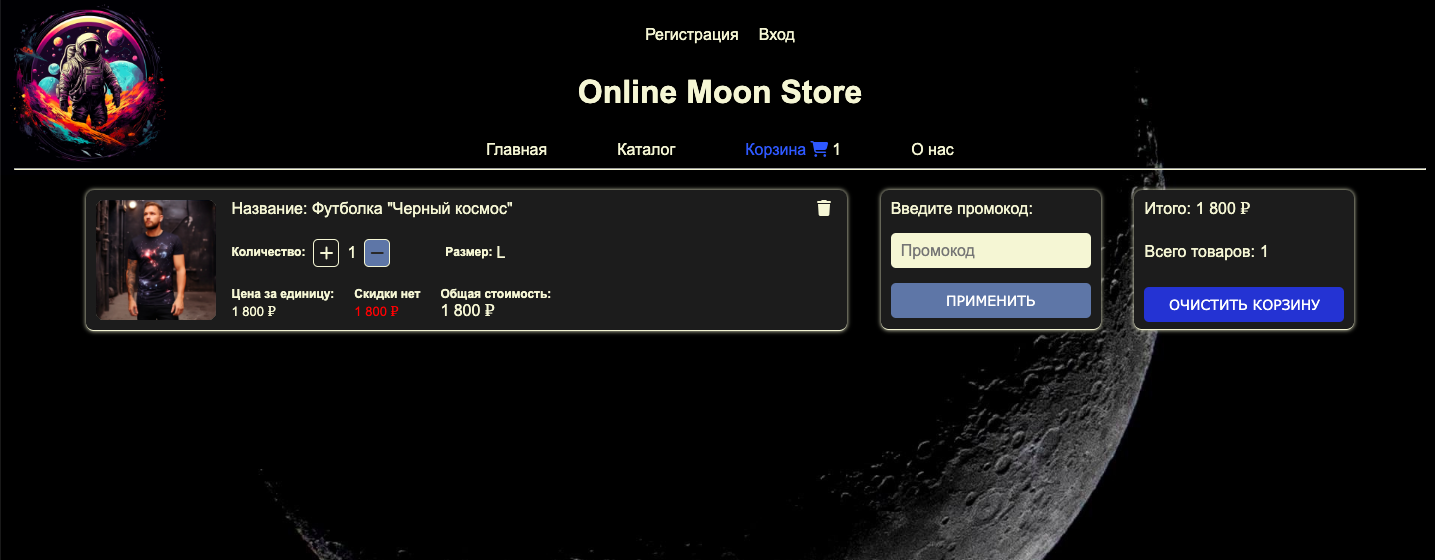 Регистрация Вход
Online Moon Store
Главная Каталог Корзина 1 О нас
Название: Футболка "Черный космос"
Количество: + 1 − Размер: L
Цена за единицу: Скидки нет Общая стоимость:
1 800 ₽ 1 800 ₽ 1 800 ₽
Введите промокод:
Промокод
ПРИМЕНИТЬ
Итого: 1 800 ₽
Всего товаров: 1
ОЧИСТИТЬ КОРЗИНУ